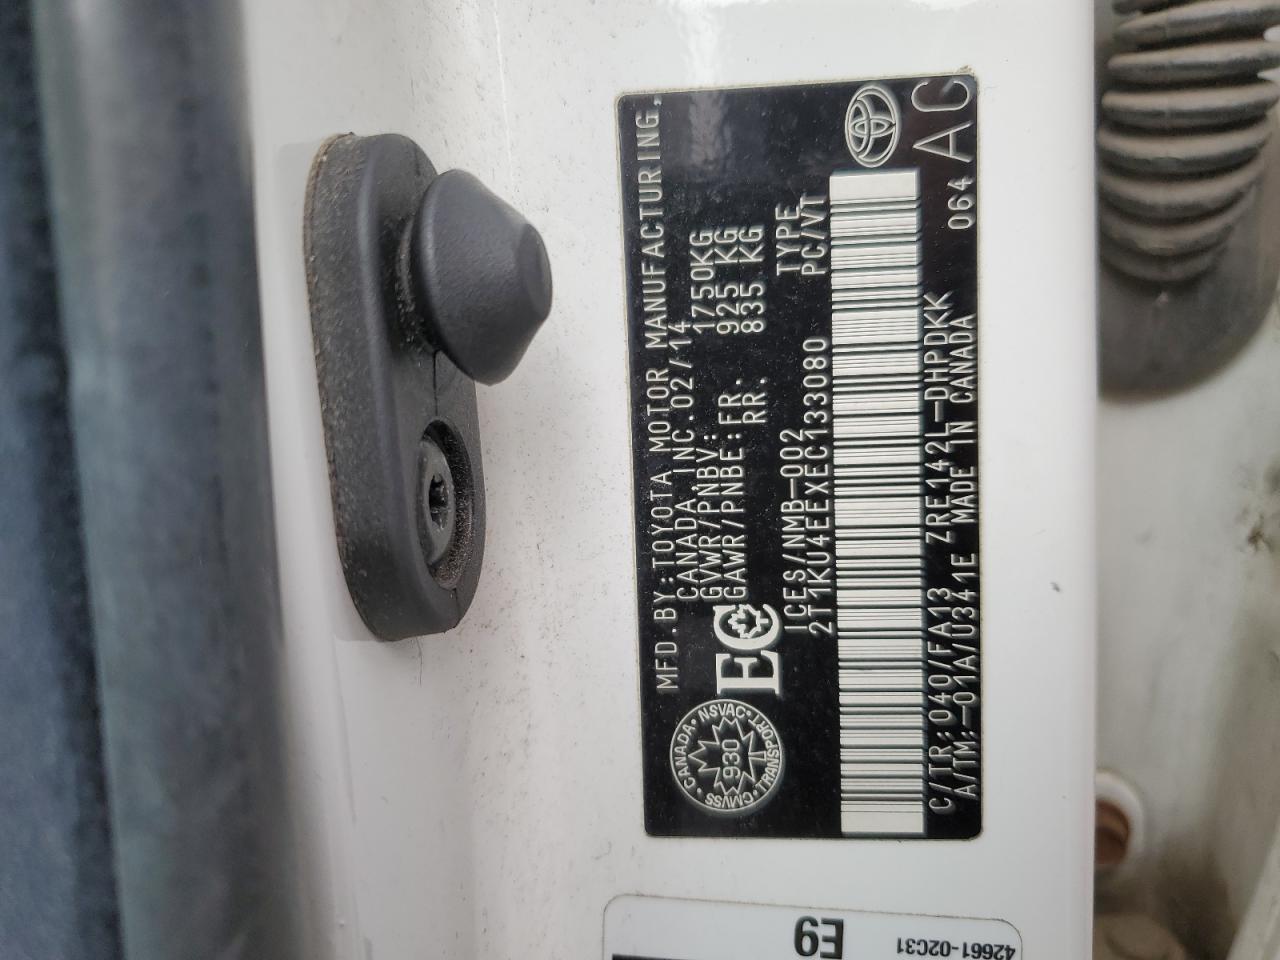 MFD.BY:TOYOTA MOTOR MANUFACTURING,
CANADA,INC.02/14
GVWR/PNBV: 1750KG
GAWR/PNBE:FR. 925 KG
RR. 835 KG
CANADA • NSVAC • TRANSPORT • CMVSS •
930
EC
ICES/NMB-002 TYPE
2T1KU4EEXEC133080 PC/VT
C/TR:040/FA13 ZRE142L-DHPDKK 064 AC
A/TM:-01A/U341E MADE IN CANADA
E9
42661-02C31